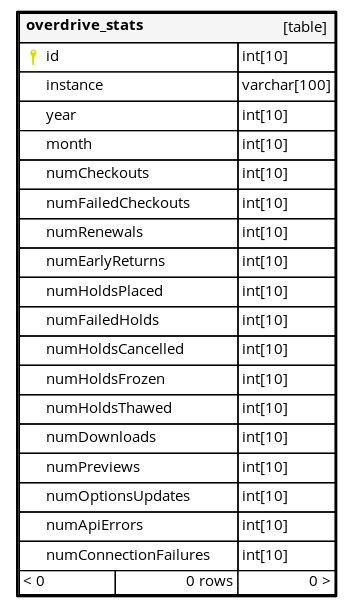 overdrive_stats [table]
id int[10]
instance varchar[100]
year int[10]
month int[10]
numCheckouts int[10]
numFailedCheckouts int[10]
numRenewals int[10]
numEarlyReturns int[10]
numHoldsPlaced int[10]
numFailedHolds int[10]
numHoldsCancelled int[10]
numHoldsFrozen int[10]
numHoldsThawed int[10]
numDownloads int[10]
numPreviews int[10]
numOptionsUpdates int[10]
numApiErrors int[10]
numConnectionFailures int[10]
< 0 0 rows 0 >